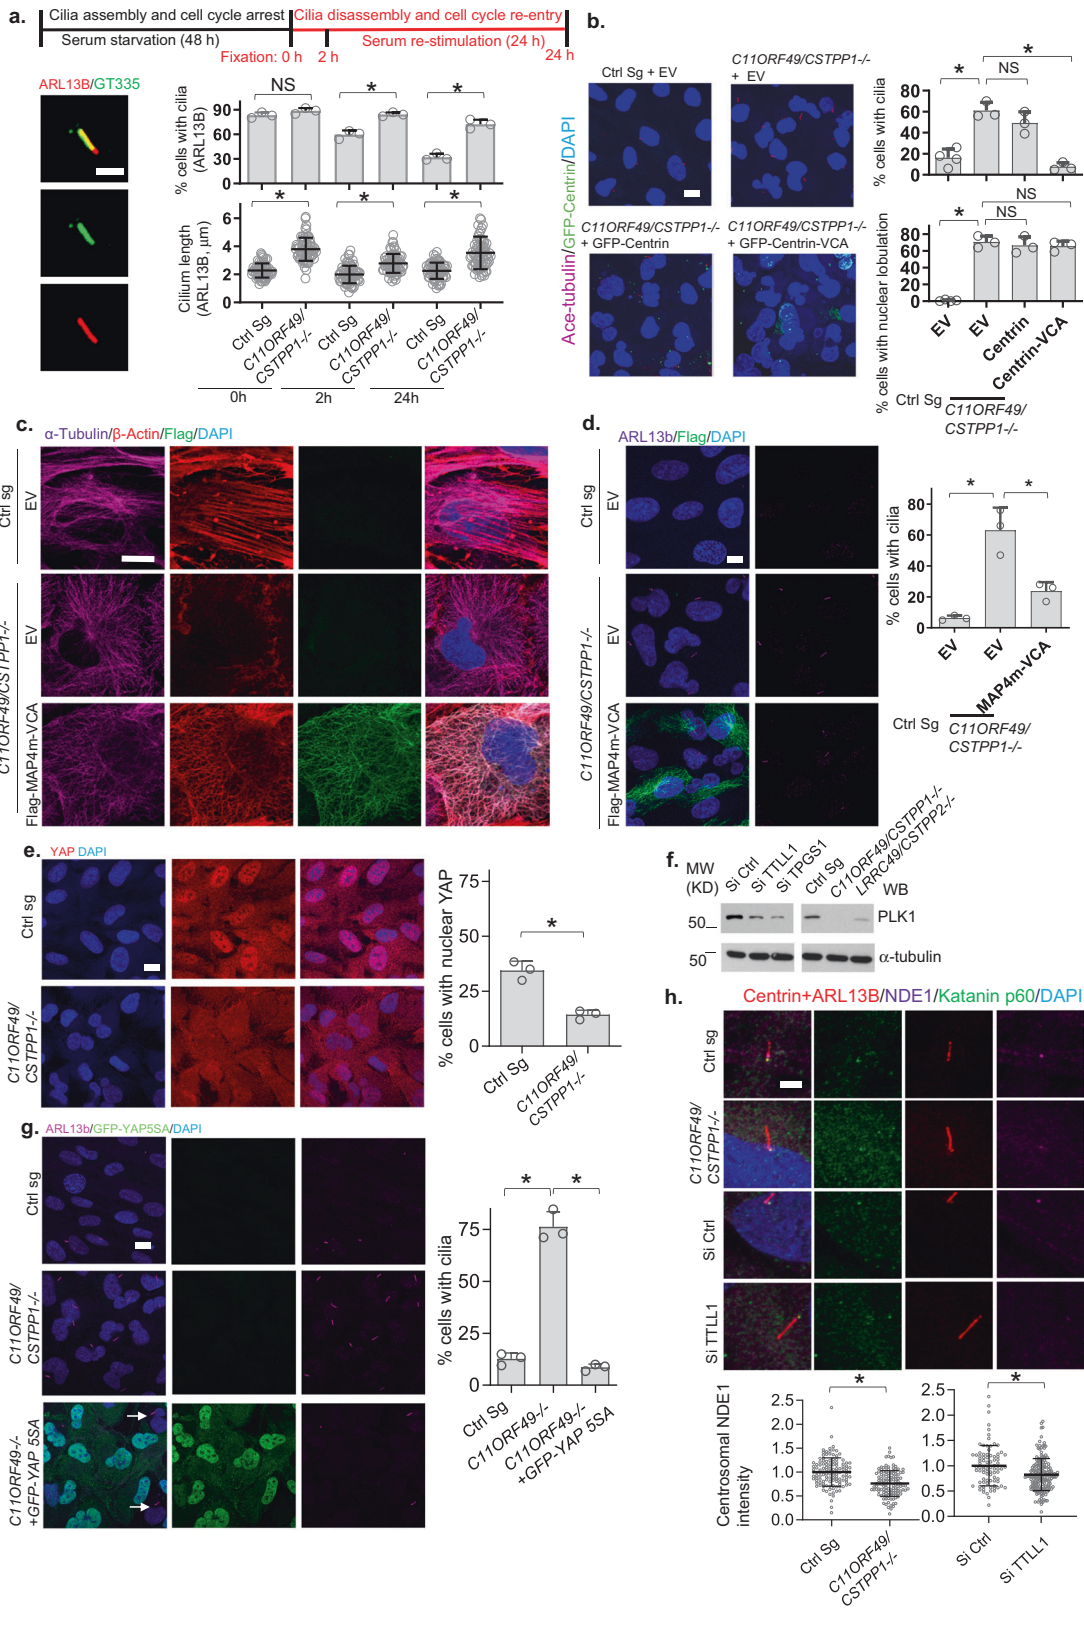 a.
Cilia assembly and cell cycle arrest
Cilia disassembly and cell cycle re-entry
Serum starvation (48 h)
Serum re-stimulation (24 h)
Fixation: 0 h
2 h
24 h
ARL13B/GT335
% cells with cilia
(ARL13B)
90
60
30
0
NS
*
*
Cilium length
(ARL13B, μm)
6
4
2
0
*
*
*
Ctrl Sg
C11ORF49/
CSTPP1-/-
Ctrl Sg
C11ORF49/
CSTPP1-/-
Ctrl Sg
C11ORF49/
CSTPP1-/-
0h
2h
24h
b.
Ace-tubulin/GFP-Centrin/DAPI
Ctrl Sg + EV
C11ORF49/CSTPP1-/-
+ EV
C11ORF49/CSTPP1-/-
+ GFP-Centrin
C11ORF49/CSTPP1-/-
+ GFP-Centrin-VCA
% cells with cilia
80
60
40
20
0
*
NS
*
% cells with nuclear lobulation
80
60
40
20
0
*
NS
NS
EV
EV
Centrin
Centrin-VCA
Ctrl Sg
C11ORF49/
CSTPP1-/-
c.
α-Tubulin/β-Actin/Flag/DAPI
Ctrl sg
EV
C11ORF49/CSTPP1-/-
EV
Flag-MAP4m-VCA
d.
ARL13b/Flag/DAPI
Ctrl sg
EV
C11ORF49/CSTPP1-/-
EV
Flag-MAP4m-VCA
% cells with cilia
80
60
40
20
0
*
*
EV
EV
MAP4m-VCA
Ctrl Sg
C11ORF49/
CSTPP1-/-
e.
YAP DAPI
Ctrl sg
C11ORF49/
CSTPP1-/-
% cells with nuclear YAP
75
50
25
0
*
Ctrl Sg
C11ORF49/
CSTPP1-/-
f.
MW
(KD)
Si Ctrl
Si TTLL1
Si TPGS1
Ctrl Sg
C11ORF49/CSTPP1-/-
LRRC49/CSTPP2-/-
WB
50
PLK1
50
α-tubulin
g.
ARL13b/GFP-YAP5SA/DAPI
Ctrl sg
C11ORF49/
CSTPP1-/-
C11ORF49-/-
+GFP-YAP 5SA
% cells with cilia
75
50
25
0
*
*
Ctrl Sg
C11ORF49-/-
C11ORF49-/-
+GFP-YAP 5SA
h.
Centrin+ARL13B/NDE1/Katanin p60/DAPI
Ctrl sg
C11ORF49/
CSTPP1-/-
Si Ctrl
Si TTLL1
Centrosomal NDE1
intensity
2.5
2.0
1.5
1.0
0.5
0.0
*
Ctrl Sg
C11ORF49/
CSTPP1-/-
2.5
2.0
1.5
1.0
0.5
0.0
*
Si Ctrl
Si TTLL1